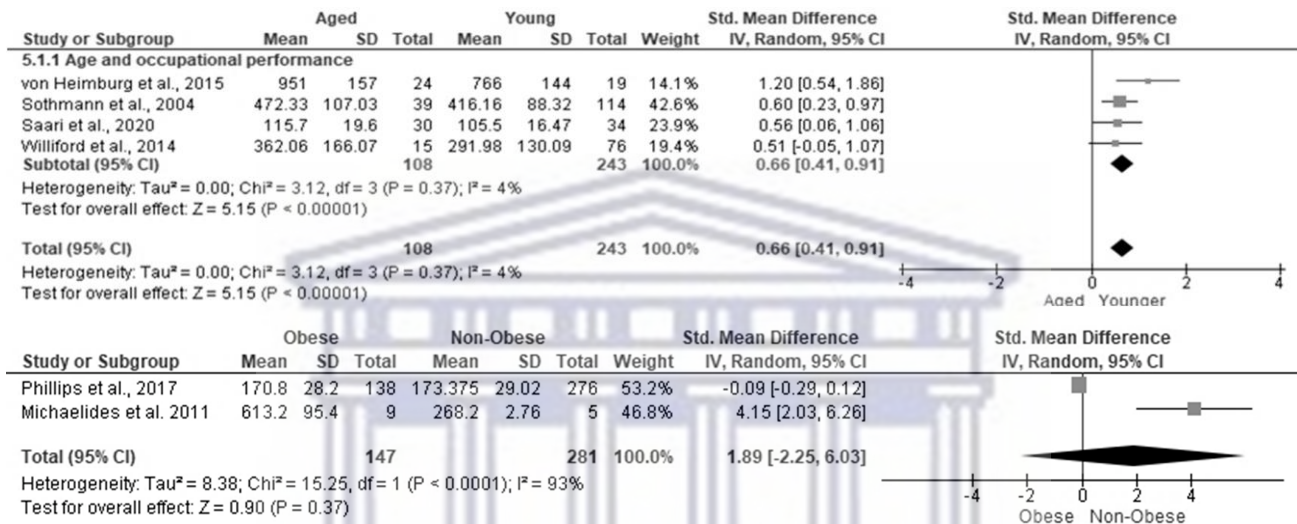 Aged Young Std. Mean Difference Std. Mean Difference
Study or Subgroup Mean SD Total Mean SD Total Weight IV, Random, 95% CI IV, Random, 95% CI
5.1.1 Age and occupational performance
von Heimburg et al., 2015 951 157 24 766 144 19 14.1% 1.20 [0.54, 1.86]
Sothmann et al., 2004 472.33 107.03 39 416.16 88.32 114 42.6% 0.60 [0.23, 0.97]
Saari et al., 2020 115.7 19.6 30 105.5 16.47 34 23.9% 0.56 [0.06, 1.06]
Williford et al., 2014 362.06 166.07 15 291.98 130.09 76 19.4% 0.51 [-0.05, 1.07]
Subtotal (95% CI) 108 243 100.0% 0.66 [0.41, 0.91]
Heterogeneity: Tau² = 0.00; Chi² = 3.12, df = 3 (P = 0.37); I² = 4%
Test for overall effect: Z = 5.15 (P < 0.00001)
Total (95% CI) 108 243 100.0% 0.66 [0.41, 0.91]
Heterogeneity: Tau² = 0.00; Chi² = 3.12, df = 3 (P = 0.37); I² = 4%
Test for overall effect: Z = 5.15 (P < 0.00001)
-4 -2 0 2 4
Aged Younger
Obese Non-Obese Std. Mean Difference Std. Mean Difference
Study or Subgroup Mean SD Total Mean SD Total Weight IV, Random, 95% CI IV, Random, 95% CI
Phillips et al., 2017 170.8 28.2 138 173.375 29.02 276 53.2% -0.09 [-0.29, 0.12]
Michaelides et al. 2011 613.2 95.4 9 268.2 2.76 5 46.8% 4.15 [2.03, 6.26]
Total (95% CI) 147 281 100.0% 1.89 [-2.25, 6.03]
Heterogeneity: Tau² = 8.38; Chi² = 15.25, df = 1 (P < 0.0001); I² = 93%
Test for overall effect: Z = 0.90 (P = 0.37)
-4 -2 0 2 4
Obese Non-Obese